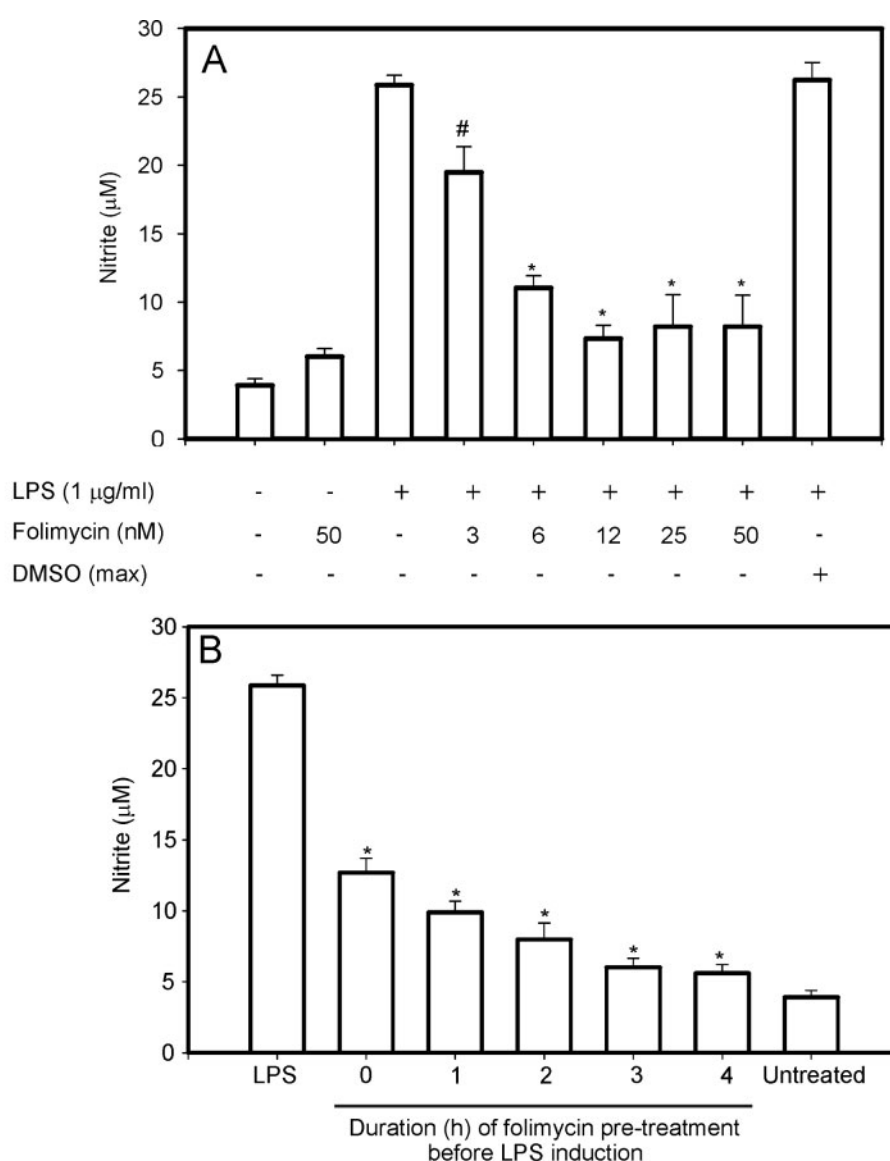 A
30
25
20
15
10
5
0
Nitrite (μM)
#
*
*
*
*
LPS (1 μg/ml) - - + + + + + + +
Folimycin (nM) - 50 - 3 6 12 25 50 -
DMSO (max) - - - - - - - - +
B
30
25
20
15
10
5
0
Nitrite (μM)
*
*
*
*
*
LPS 0 1 2 3 4 Untreated
Duration (h) of folimycin pre-treatment
before LPS induction